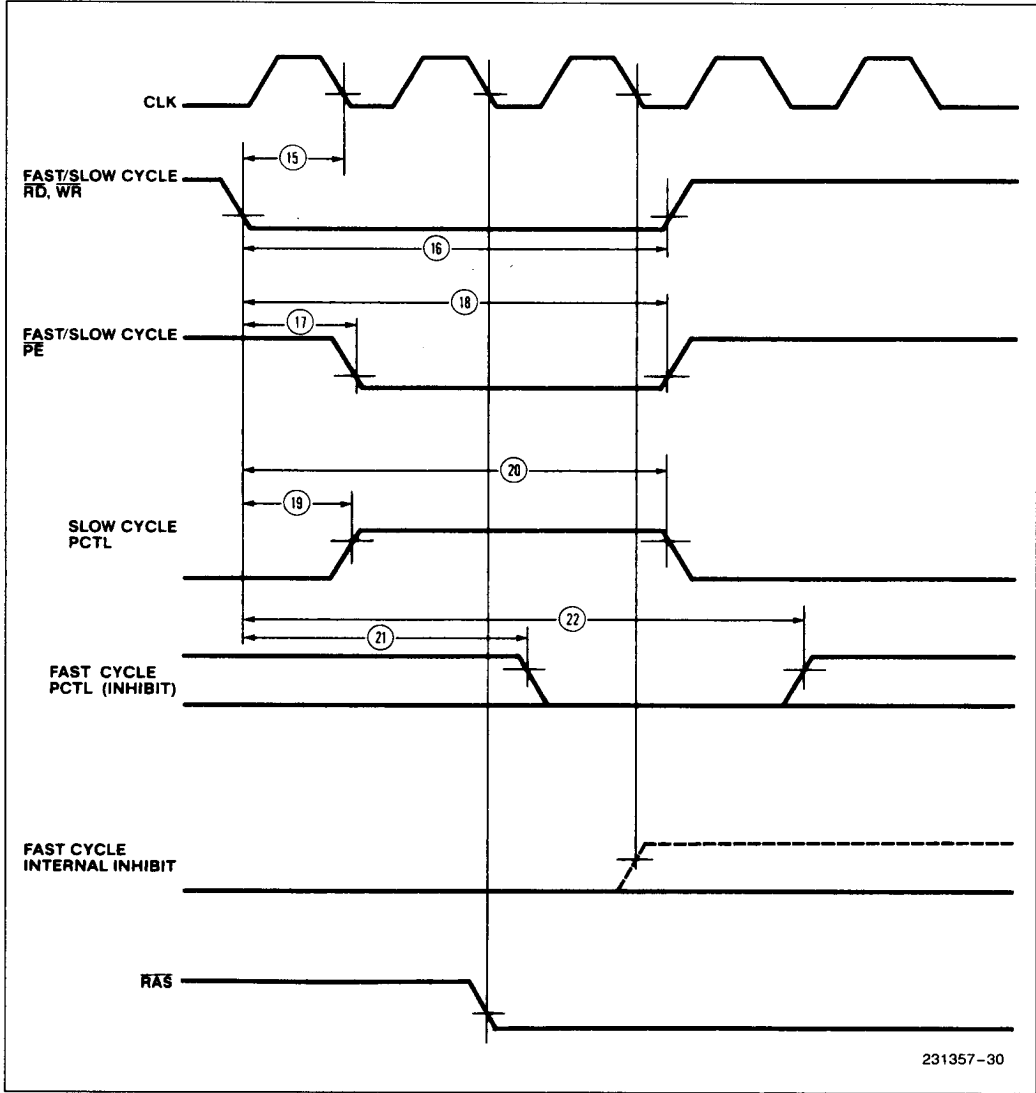 CLK
15
FAST/SLOW CYCLE
RD, WR
16
18
17
FAST/SLOW CYCLE
PE
20
19
SLOW CYCLE
PCTL
22
21
FAST CYCLE
PCTL (INHIBIT)
FAST CYCLE
INTERNAL INHIBIT
RAS
231357-30